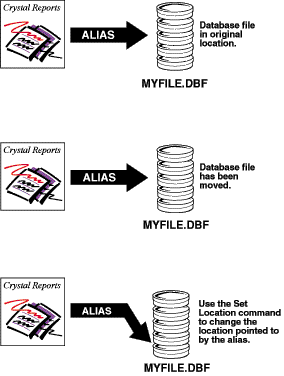 Crystal Reports
ALIAS
Database file
in original
location.
MYFILE.DBF
Crystal Reports
ALIAS
Database file
has been
moved.
MYFILE.DBF
Crystal Reports
ALIAS
Use the Set
Location command
to change the
location pointed to
by the alias.
MYFILE.DBF